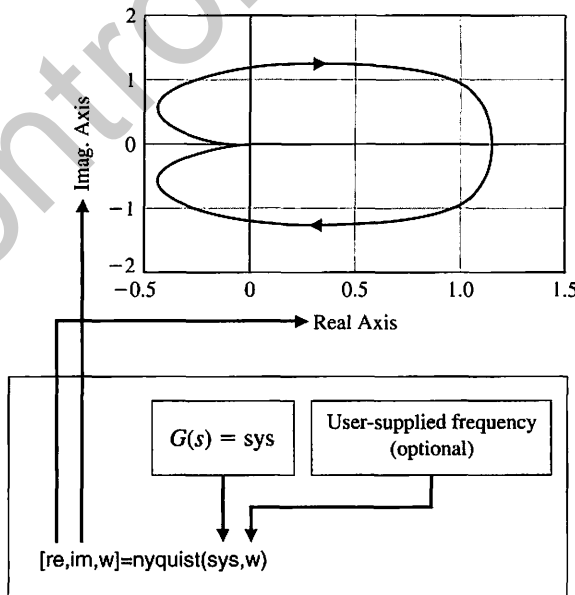 2
1
0
−1
−2
Imag. Axis
−0.5
0
0.5
1.0
1.5
Real Axis
G(s) = sys
User-supplied frequency
(optional)
[re,im,w]=nyquist(sys,w)
ontro